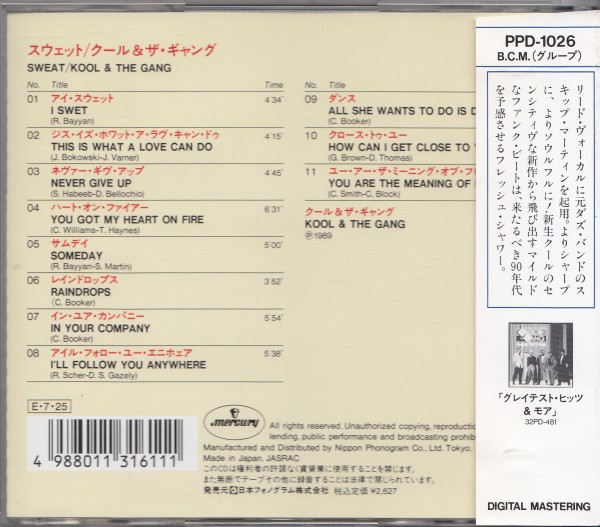 スウェット/クール&ザ・ギャング
SWEAT/KOOL & THE GANG
No. Title Time
01 アイ・スウェット
I SWET 4'34"
(R. Bayyan)
02 ジス・イズ・ホワット・ア・ラヴ・キャン・ドゥ
THIS IS WHAT A LOVE CAN DO 4'15"
(J. Bokowski-J. Varner)
03 ネヴァー・ギヴ・アップ
NEVER GIVE UP 4'45"
(S. Habeeb-D. Bellochio)
04 ハート・オン・ファイアー
YOU GOT MY HEART ON FIRE 6'31"
(C. Williams-T. Haynes)
05 サムデイ
SOMEDAY 5'00"
(R. Bayyan-S. Martin)
06 レインドロップス
RAINDROPS 3'52"
(C. Booker)
07 イン・ユア・カンパニー
IN YOUR COMPANY 5'54"
(C. Booker)
08 アイル・フォロー・ユー・エニホェア
I'LL FOLLOW YOU ANYWHERE 5'38"
(R. Scher-D. S. Gazely)
No. Title
09 ダンス
ALL SHE WANTS TO DO IS D
(C. Booker)
10 クロース・トゥ・ユー
HOW CAN I GET CLOSE TO Y
(G. Brown-D. Thomas)
11 ユー・アー・ザ・ミーニング・オブ・フ
YOU ARE THE MEANING OF
(C. Smith-C. Block)
クール&ザ・ギャング
KOOL & THE GANG
Ⓟ1989
E・7・25
4 988011 316111
mercury
All rights reserved. Unauthorized copying, reproductio
lending, public performance and broadcasting prohib
Manufactured and Distributed by Nippon Phonogram Co. Ltd. Tokyo.
Made in Japan. JASRAC
このCDは権利者の許諾なく賃貸業に使用することを禁じます。
また無断でテープその他に録音することは法律で禁じられています。
発売元 日本フォノグラム株式会社 税込定価 ¥2,627
PPD-1026
B.C.M.(グループ)
リード・ヴォーカルに元ダズ・バンドのス
キップ・マーティンを起用。よりシャープ
に、よりソウルフルに!新生クールのセ
ンシティヴな新作から飛び出すマイルド
なファンク・ビートは、来たるべき90年代
を予感させるフレッシュ・シャワー。
「グレイテスト・ヒッツ
&モア」
32PD-481
DIGITAL MASTERING